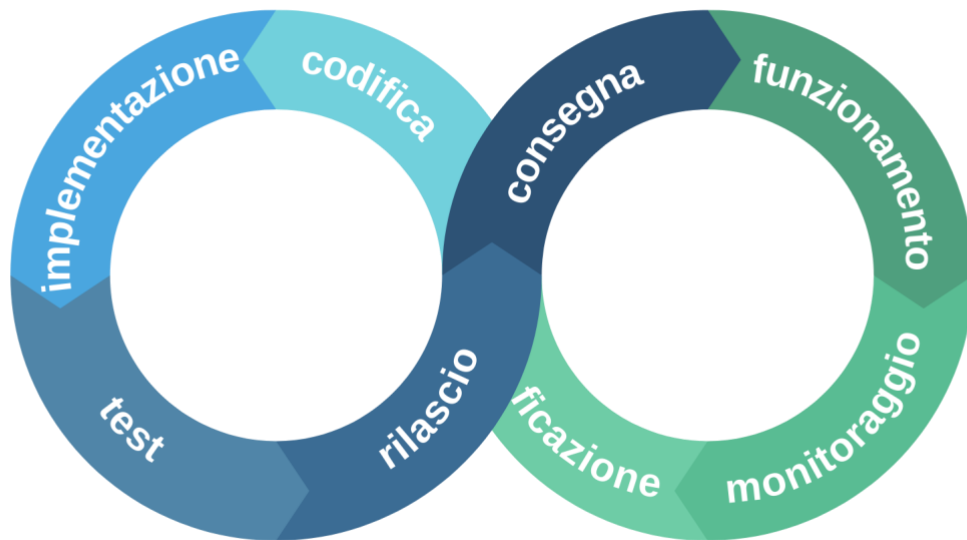 codifica
implementazione
test
rilascio
consegna
funzionamento
monitoraggio
ficazione